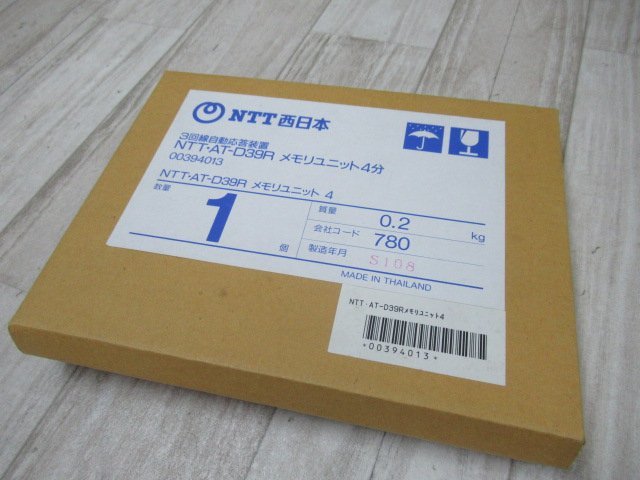 NTT西日本
3回線自動応答装置
NTT・AT-D39R メモリユニット4分
00394013
NTT・AT-D39R メモリユニット 4
数量
1
個
質量 0.2 kg
会社コード 780
製造年月 S108
MADE IN THAILAND
NTT・AT-D39Rメモリユニット4
*00394013*